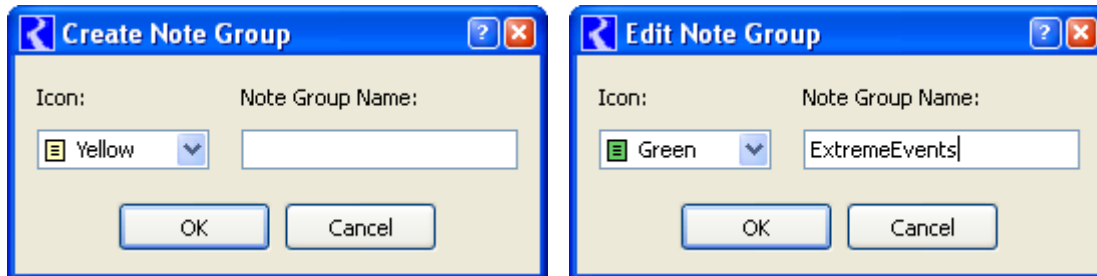 Create Note Group
Icon: Note Group Name:
Yellow
OK Cancel
Edit Note Group
Icon: Note Group Name:
Green ExtremeEvents
OK Cancel